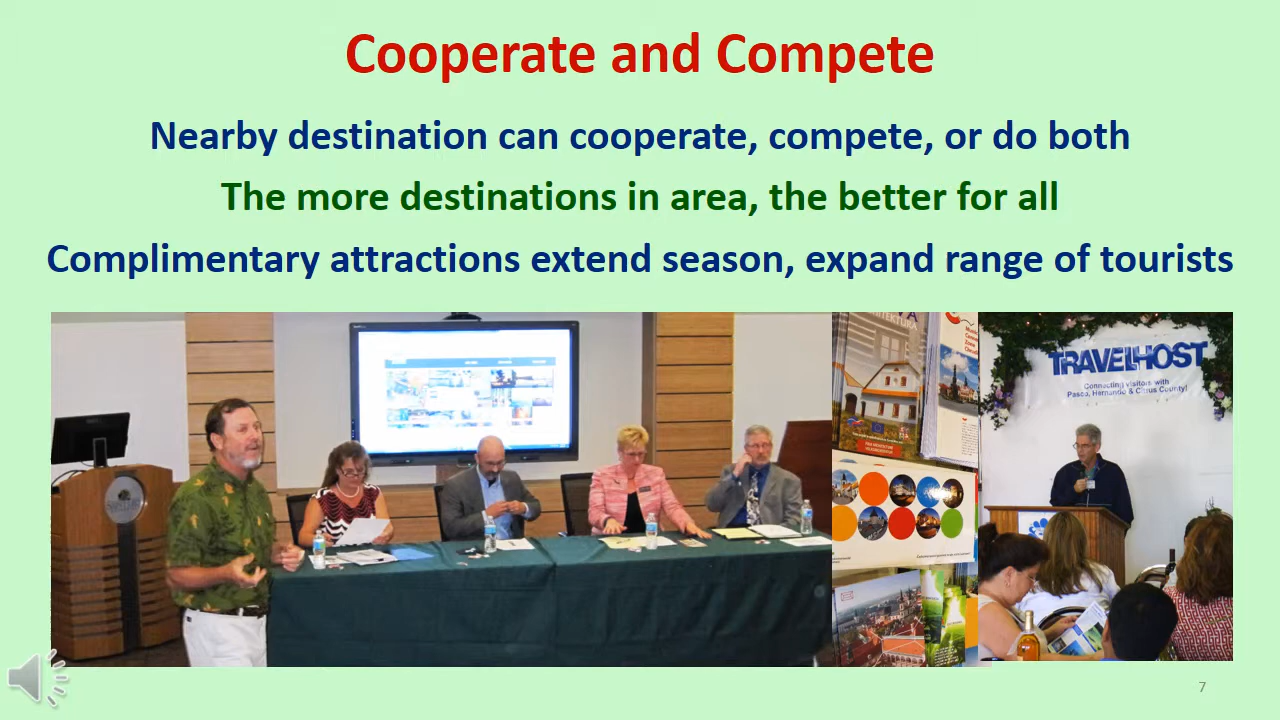 Cooperate and Compete
Nearby destination can cooperate, compete, or do both
The more destinations in area, the better for all
Complimentary attractions extend season, expand range of tourists
TRAVELHOST
Connecting visitors with
Pasco, Hernando & Citrus County!
7